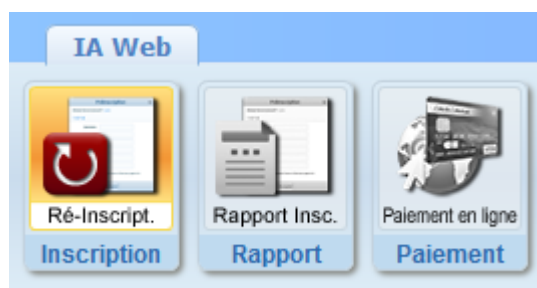 IA Web
Ré-Inscript.
Rapport Insc.
Paiement en ligne
Inscription
Rapport
Paiement